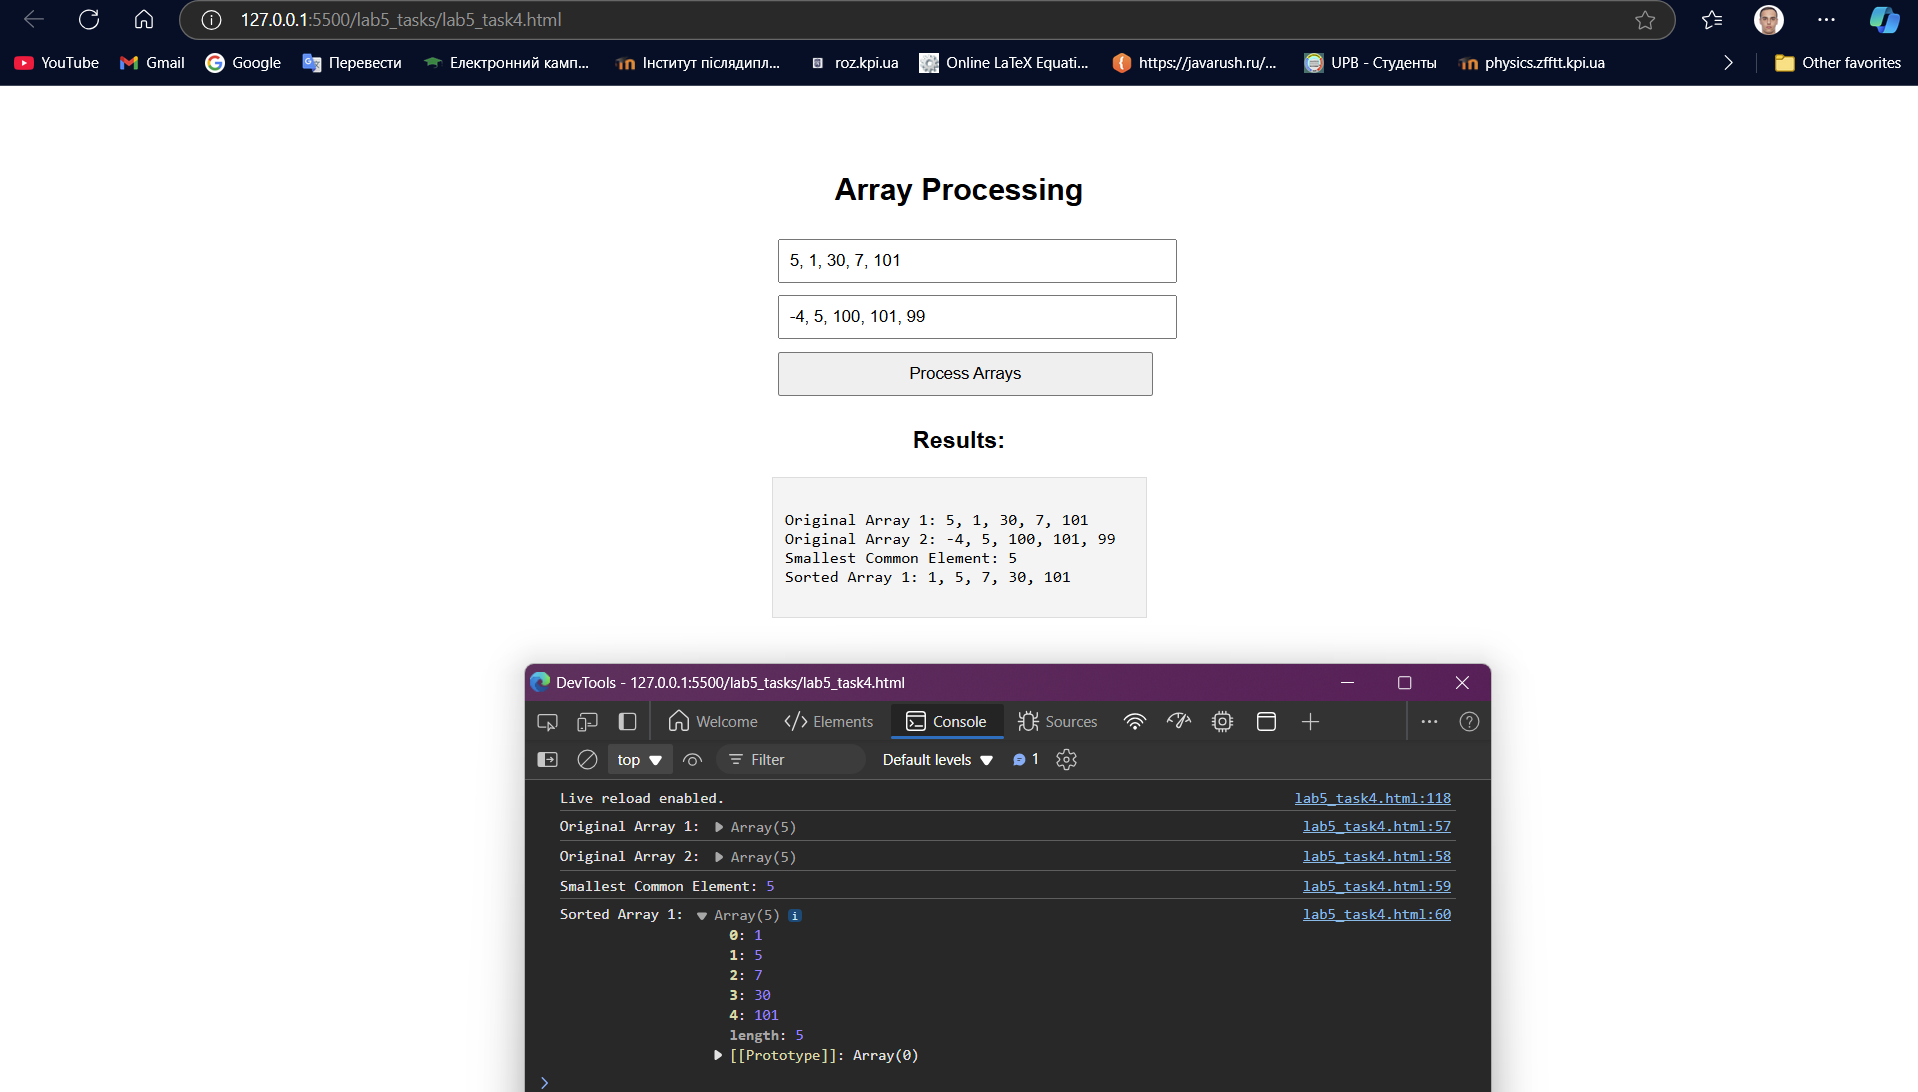 127.0.0.1:5500/lab5_tasks/lab5_task4.html
YouTube Gmail Google Перевести Електронний камп... Інститут післядипл... roz.kpi.ua Online LaTeX Equati... https://javarush.ru/... UPB - Студенты physics.zfftt.kpi.ua Other favorites
Array Processing
5, 1, 30, 7, 101
-4, 5, 100, 101, 99
Process Arrays
Results:
Original Array 1: 5, 1, 30, 7, 101
Original Array 2: -4, 5, 100, 101, 99
Smallest Common Element: 5
Sorted Array 1: 1, 5, 7, 30, 101
DevTools - 127.0.0.1:5500/lab5_tasks/lab5_task4.html
Welcome Elements Console Sources
top Filter Default levels 1
Live reload enabled. lab5_task4.html:118
Original Array 1: Array(5) lab5_task4.html:57
Original Array 2: Array(5) lab5_task4.html:58
Smallest Common Element: 5 lab5_task4.html:59
Sorted Array 1: Array(5) i lab5_task4.html:60
0: 1
1: 5
2: 7
3: 30
4: 101
length: 5
[[Prototype]]: Array(0)